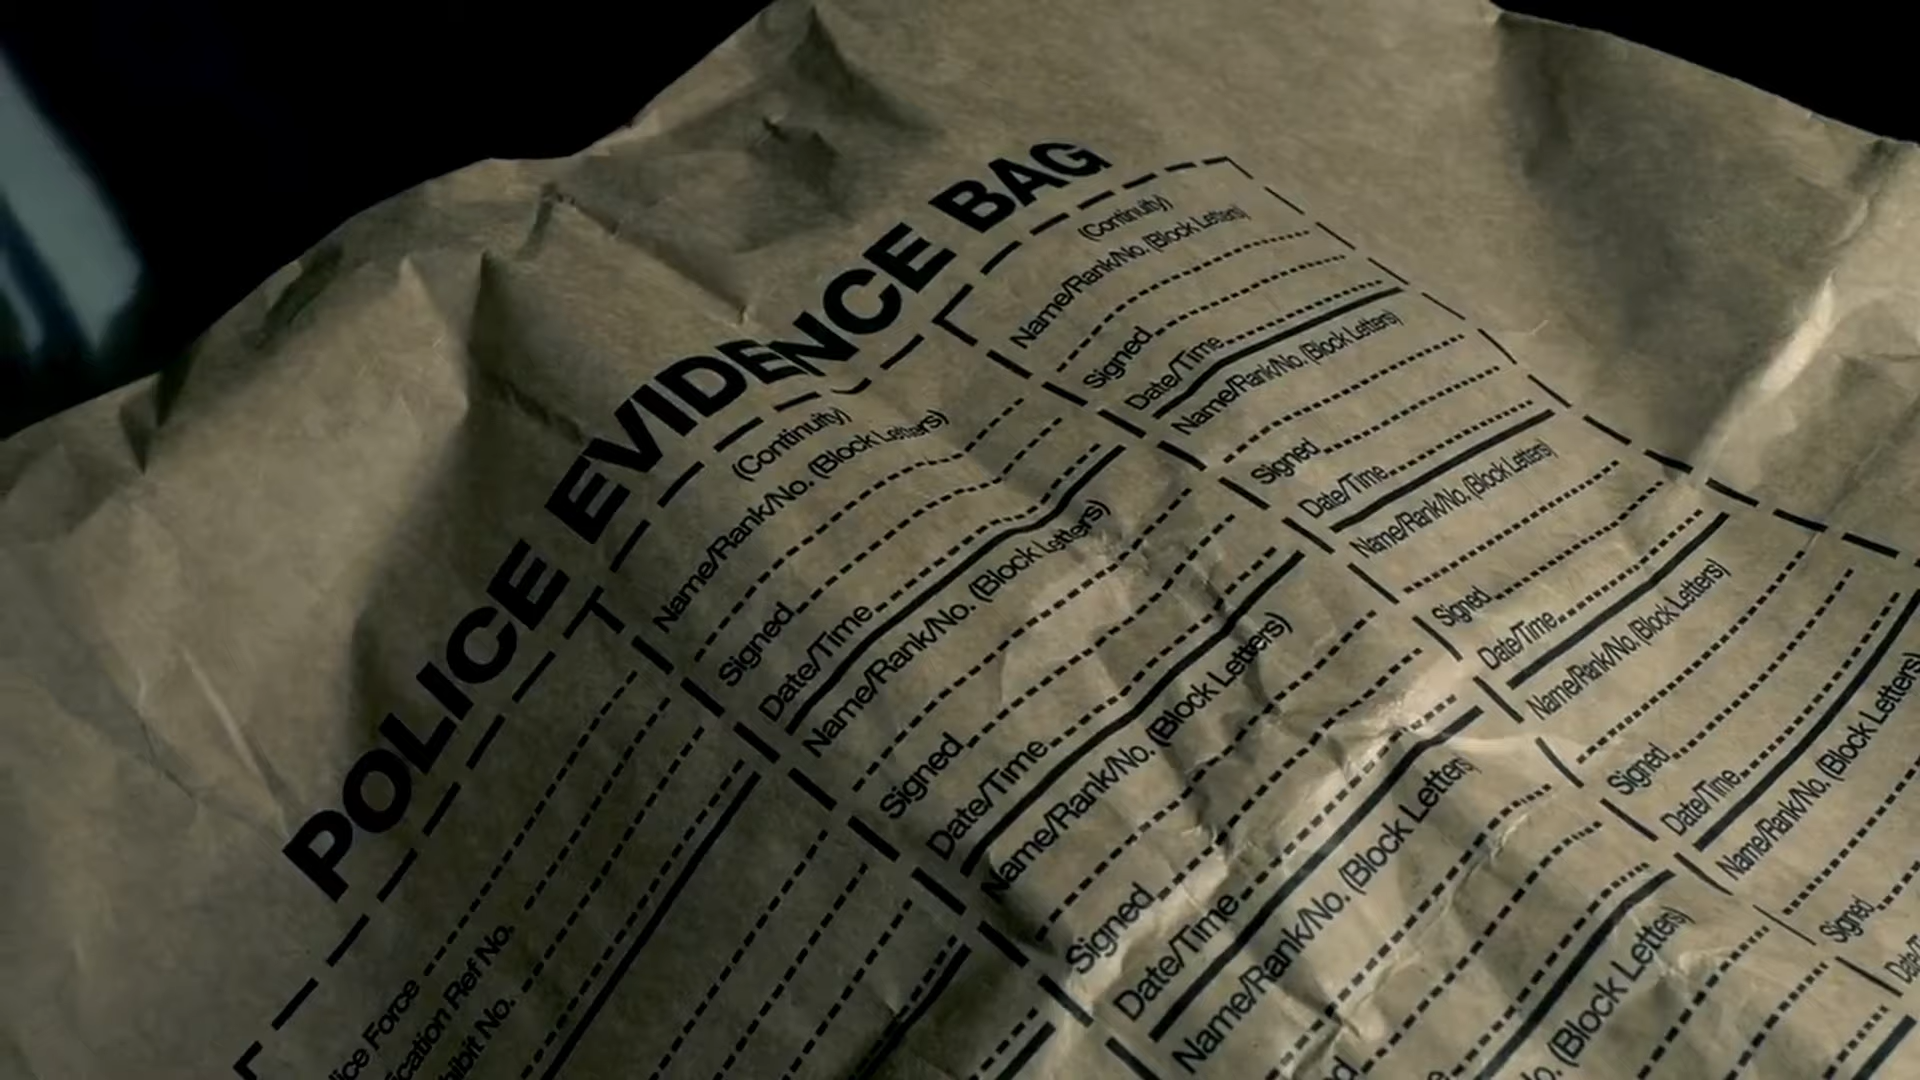 POLICE EVIDENCE BAG
Force
Ref No.
No.
(Continuity)
Name/Rank/No. (Block Letters)
Signed
Date/Time
Name/Rank/No. (Block Letters)
Signed
Date/Time
Name/Rank/No. (Block Letters)
Signed
Date/Time
Name/Rank/No. (Block Letters)
Signed
Date/Time
Name/Rank/No. (Block Letters)
(Continuity)
Name/Rank/No. (Block Letters)
Signed
Date/Time
Name/Rank/No. (Block Letters)
Signed
Date/Time
Name/Rank/No. (Block Letters)
Signed
Date/Time
Name/Rank/No. (Block Letters)
Signed
Date/Time
Name/Rank/No. (Block Letters)
Signed